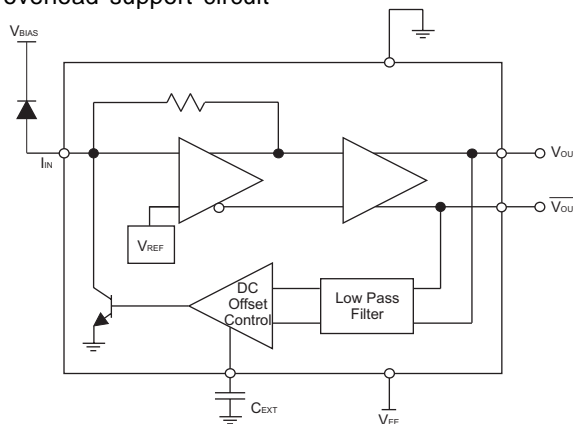 overhead support circuit
VBIAS
IIN
VREF
VOU
VOU
DC
Offset
Control
Low Pass
Filter
CEXT
VEE